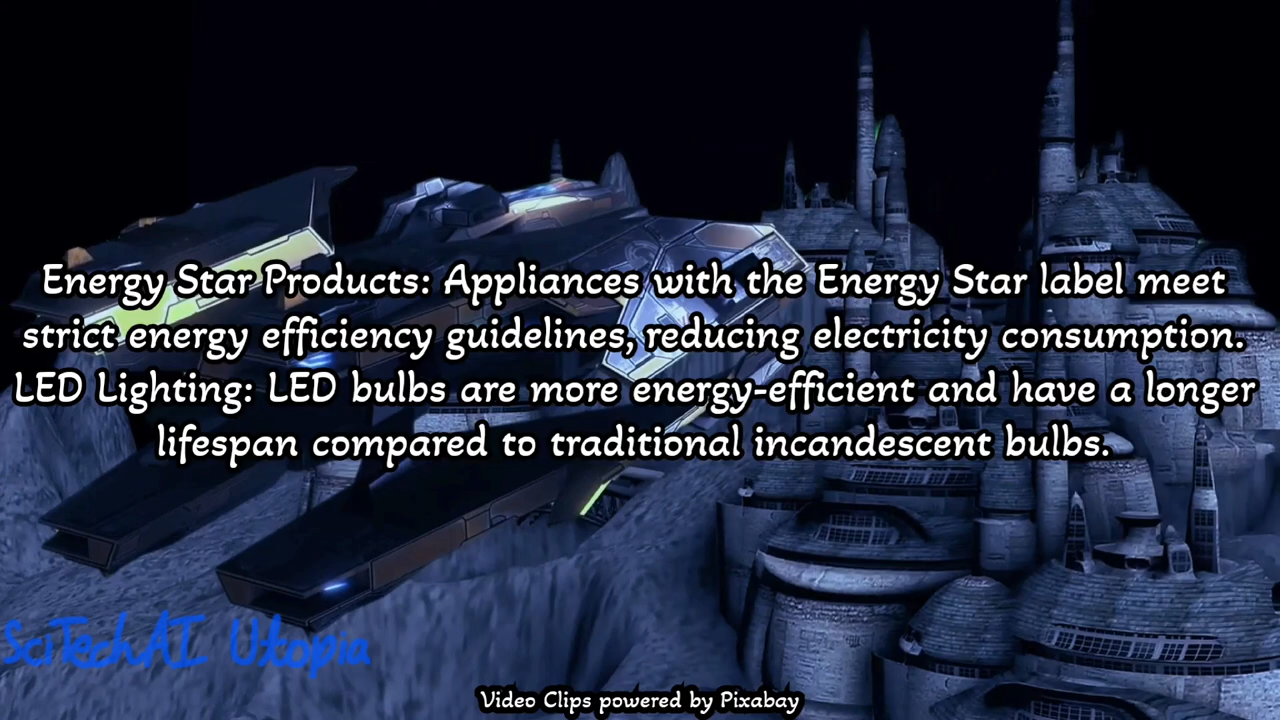 Energy Star Products: Appliances with the Energy Star label meet
strict energy efficiency guidelines, reducing electricity consumption.
LED Lighting: LED bulbs are more energy-efficient and have a longer
lifespan compared to traditional incandescent bulbs.
SciTechAI Utopia
Video Clips powered by Pixabay